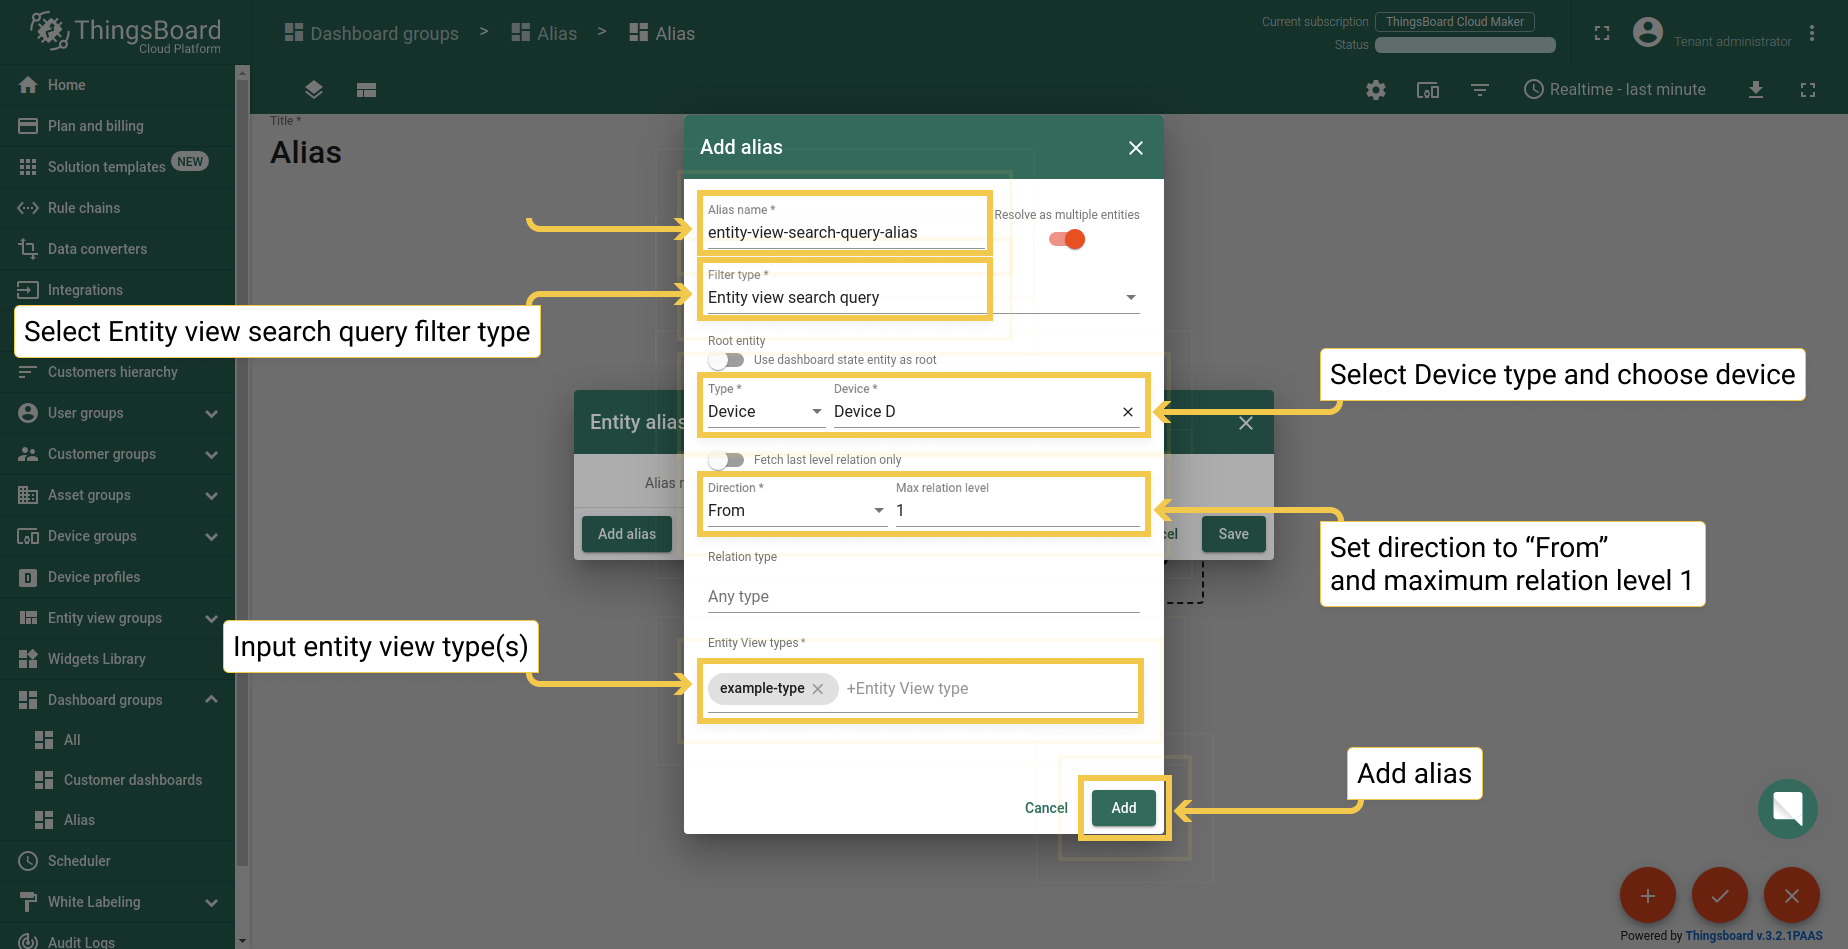 ThingsBoard
Cloud Platform
Dashboard groups > Alias > Alias
Current subscription ThingsBoard Cloud Maker
Status
Tenant administrator
Realtime - last minute
Home
Plan and billing
Solution templates NEW
Rule chains
Data converters
Integrations
Customers hierarchy
User groups
Customer groups
Asset groups
Device groups
Device profiles
Entity view groups
Widgets Library
Dashboard groups
All
Customer dashboards
Alias
Scheduler
White Labeling
Audit Logs
Title *
Alias
Add alias
Alias name *
entity-view-search-query-alias
Resolve as multiple entities
Filter type *
Entity view search query
Root entity
Use dashboard state entity as root
Type *
Device
Device *
Device D
Fetch last level relation only
Direction *
From
Max relation level
1
Relation type
Any type
Entity View types *
example-type
+Entity View type
Cancel
Add
Entity alias
Alias
Add alias
Save
Select Entity view search query filter type
Select Device type and choose device
Set direction to “From”
and maximum relation level 1
Input entity view type(s)
Add alias
Powered by Thingsboard v.3.2.1PAAS